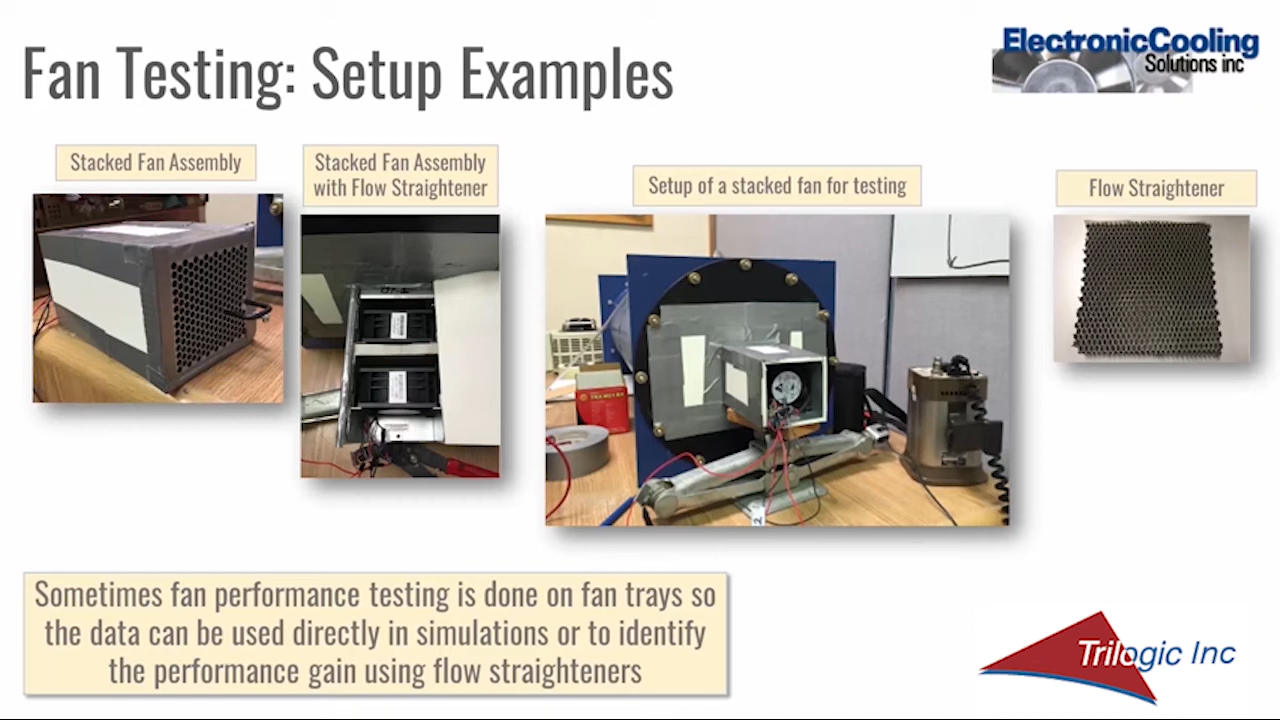 ElectronicCooling
Solutions inc
Fan Testing: Setup Examples
Stacked Fan Assembly
Stacked Fan Assembly
with Flow Straightener
Setup of a stacked fan for testing
Flow Straightener
Sometimes fan performance testing is done on fan trays so
the data can be used directly in simulations or to identify
the performance gain using flow straighteners
Trilogic Inc